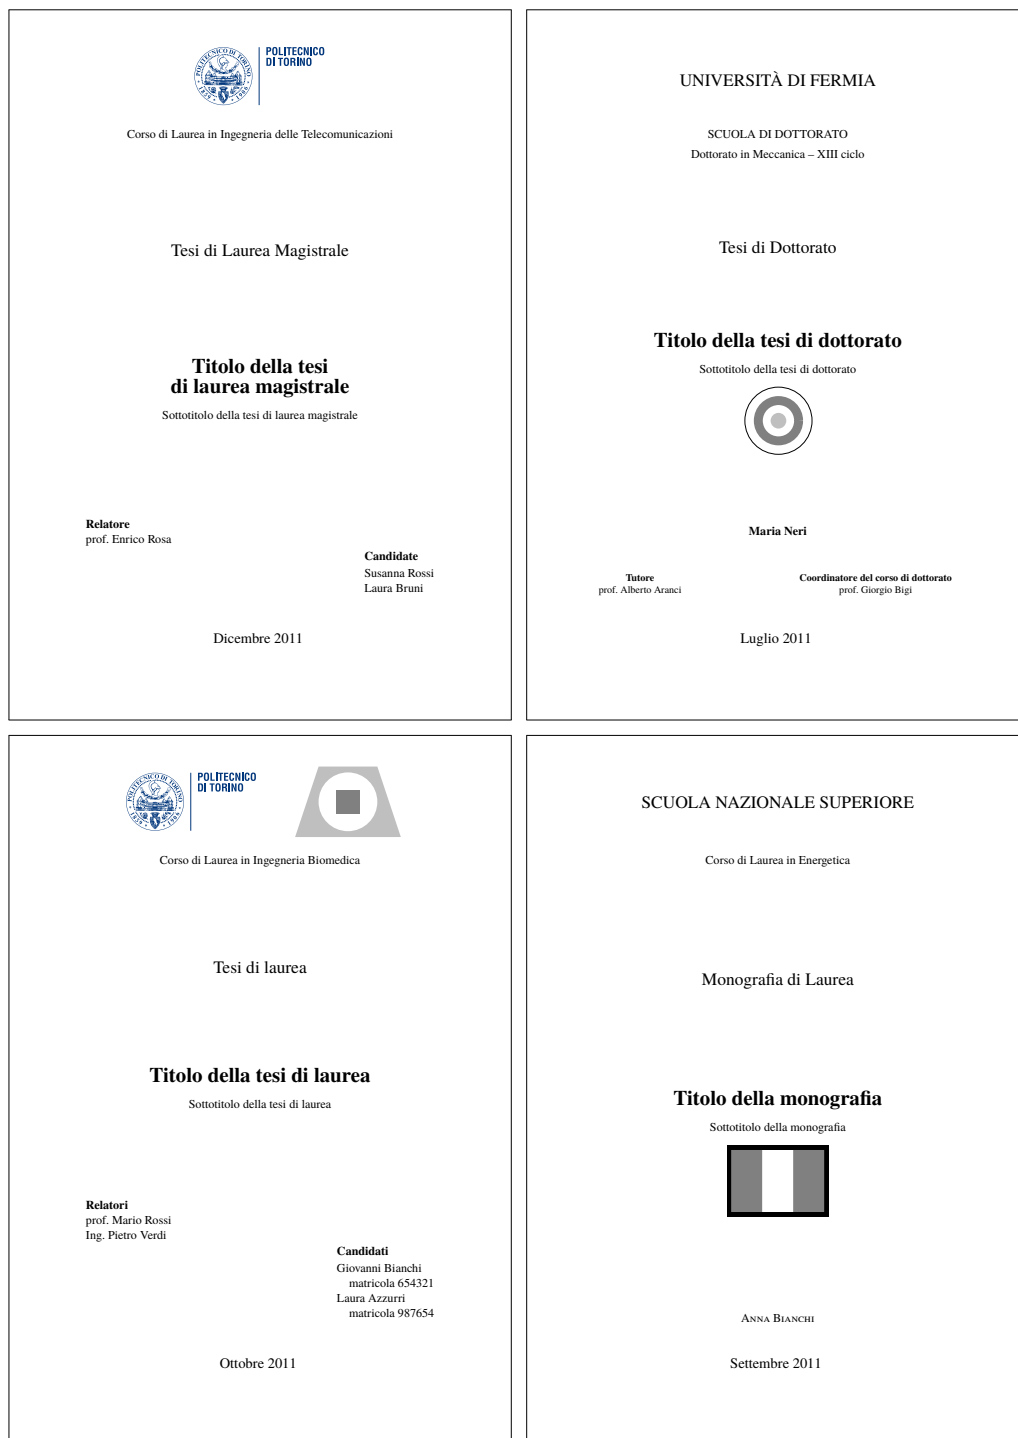 POLITECNICO
DI TORINO
Corso di Laurea in Ingegneria delle Telecomunicazioni
Tesi di Laurea Magistrale
Titolo della tesi
di laurea magistrale
Sottotitolo della tesi di laurea magistrale
Relatore
prof. Enrico Rosa
Candidate
Susanna Rossi
Laura Bruni
Dicembre 2011
UNIVERSITÀ DI FERMIA
SCUOLA DI DOTTORATO
Dottorato in Meccanica – XIII ciclo
Tesi di Dottorato
Titolo della tesi di dottorato
Sottotitolo della tesi di dottorato
Maria Neri
Tutore
prof. Alberto Aranci
Coordinatore del corso di dottorato
prof. Giorgio Bigi
Luglio 2011
POLITECNICO
DI TORINO
Corso di Laurea in Ingegneria Biomedica
Tesi di laurea
Titolo della tesi di laurea
Sottotitolo della tesi di laurea
Relatori
prof. Mario Rossi
Ing. Pietro Verdi
Candidati
Giovanni Bianchi
matricola 654321
Laura Azzurri
matricola 987654
Ottobre 2011
SCUOLA NAZIONALE SUPERIORE
Corso di Laurea in Energetica
Monografia di Laurea
Titolo della monografia
Sottotitolo della monografia
Anna Bianchi
Settembre 2011